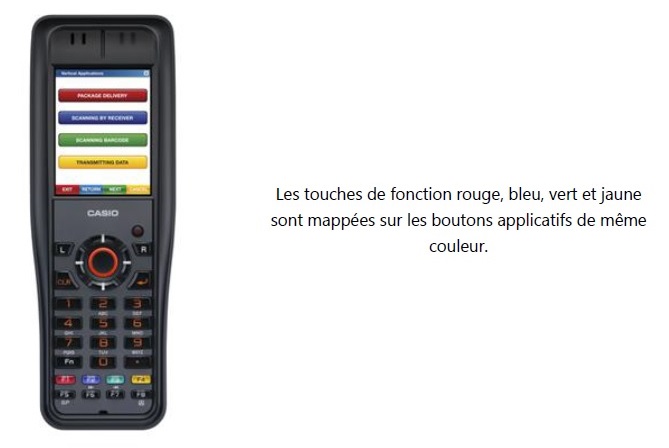 Vertical Applications
PACKAGE DELIVERY
SCANNING BY RECEIVER
SCANNING BARCODE
TRANSMITTING DATA
EXIT RETURN NEXT
CASIO
L R
CLR
1 2 3
ABC DEF
4 5 6
GHI JKL MNO
7 8 9
PQRS TUV WXYZ
Fn 0 .
F1 F2 F3 F4
F5 F6 F7 F8
Les touches de fonction rouge, bleu, vert et jaune
sont mappées sur les boutons applicatifs de même
couleur.